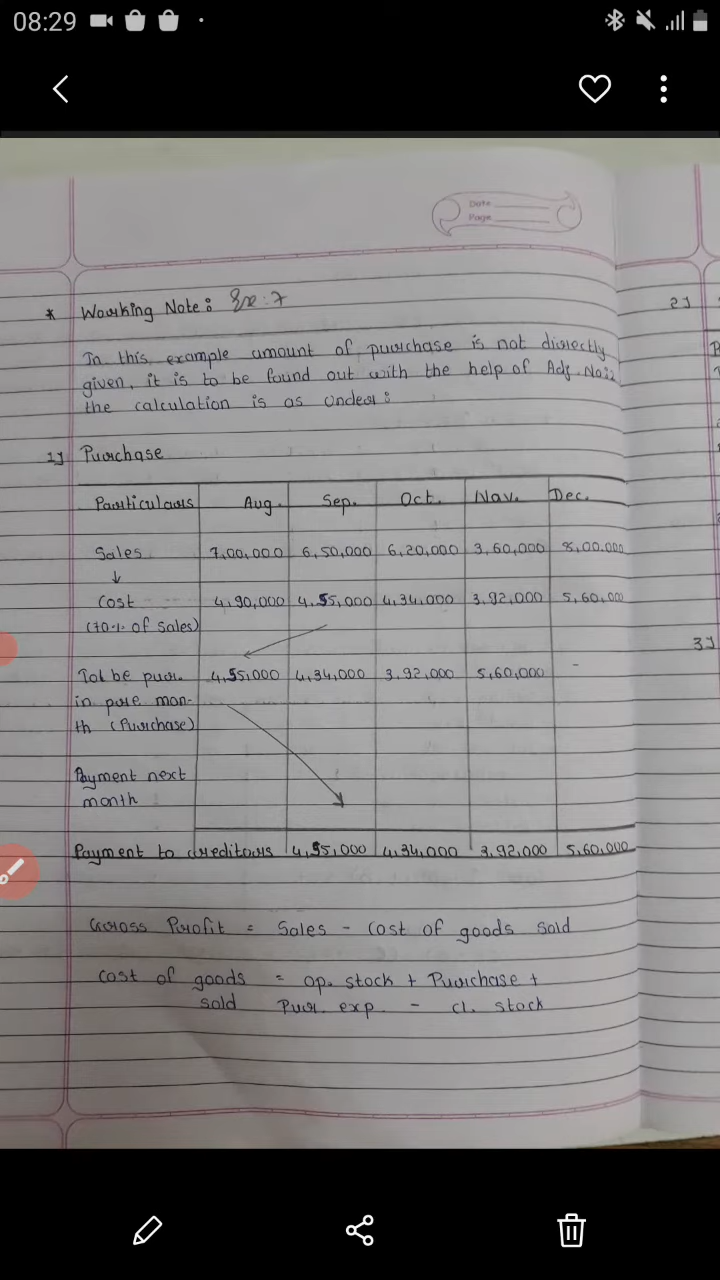 08:29
Date
Page
* Working Note: Ex: 7
2]
In this example amount of purchase is not directly
given, it is to be found out with the help of Adj. No:2
the calculation is as under:
1] Purchase
Particulars Aug. Sep. Oct. Nov. Dec.
Sales 7,00,000 6,50,000 6,20,000 3,60,000 8,00,000
↓
Cost 4,90,000 4,55,000 4,34,000 3,92,000 5,60,000
(70% of sales)
3]
Tot be pur. 4,55,000 4,34,000 3,92,000 5,60,000 -
in pore mon-
th (Purchase)
Payment next
month
Payment to creditors 4,55,000 4,34,000 3,92,000 5,60,000
Gross Profit = Sales - Cost of goods sold
Cost of goods = op. stock + Purchase +
sold Pur. exp. - cl. stock